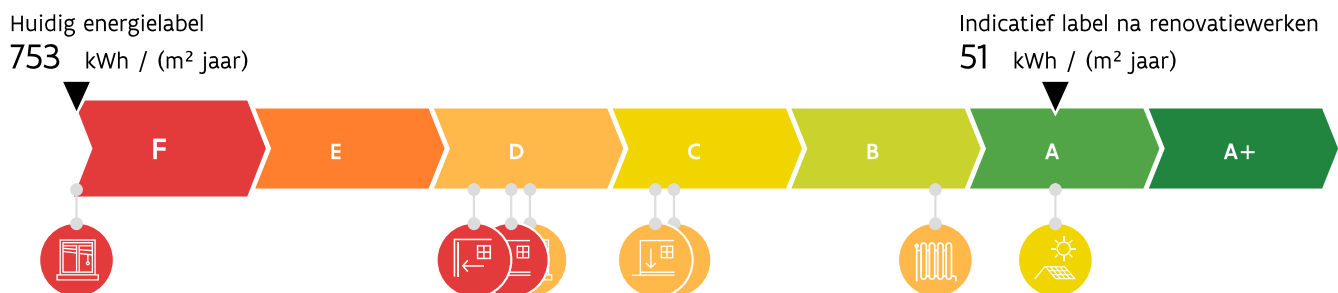 Huidig energielabel
753 kWh / (m² jaar)
Indicatief label na renovatiewerken
51 kWh / (m² jaar)
F E D C B A A+